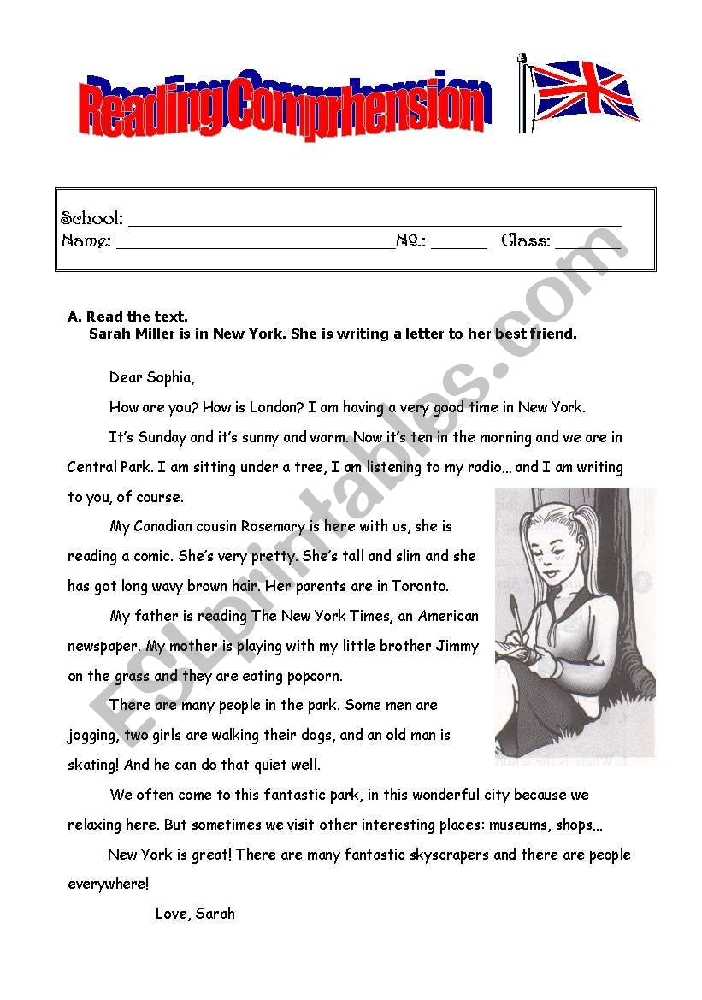 Reading Comprhension
School: ______________________________
Name: ______________________________ Nº.: ______ Class: _______
A. Read the text.
Sarah Miller is in New York. She is writing a letter to her best friend.
Dear Sophia,
How are you? How is London? I am having a very good time in New York.
It's Sunday and it's sunny and warm. Now it's ten in the morning and we are in
Central Park. I am sitting under a tree, I am listening to my radio... and I am writing
to you, of course.
My Canadian cousin Rosemary is here with us, she is
reading a comic. She's very pretty. She's tall and slim and she
has got long wavy brown hair. Her parents are in Toronto.
My father is reading The New York Times, an American
newspaper. My mother is playing with my little brother Jimmy
on the grass and they are eating popcorn.
There are many people in the park. Some men are
jogging, two girls are walking their dogs, and an old man is
skating! And he can do that quiet well.
We often come to this fantastic park, in this wonderful city because we
relaxing here. But sometimes we visit other interesting places: museums, shops...
New York is great! There are many fantastic skyscrapers and there are people
everywhere!
Love, Sarah
ESLprintables.com